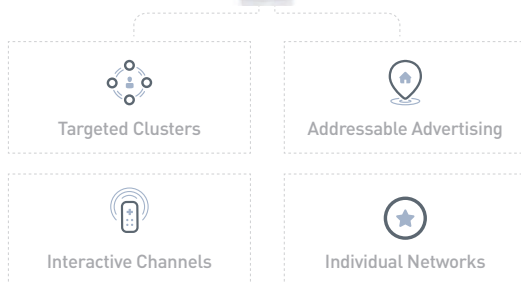 Targeted Clusters
Addressable Advertising
Interactive Channels
Individual Networks